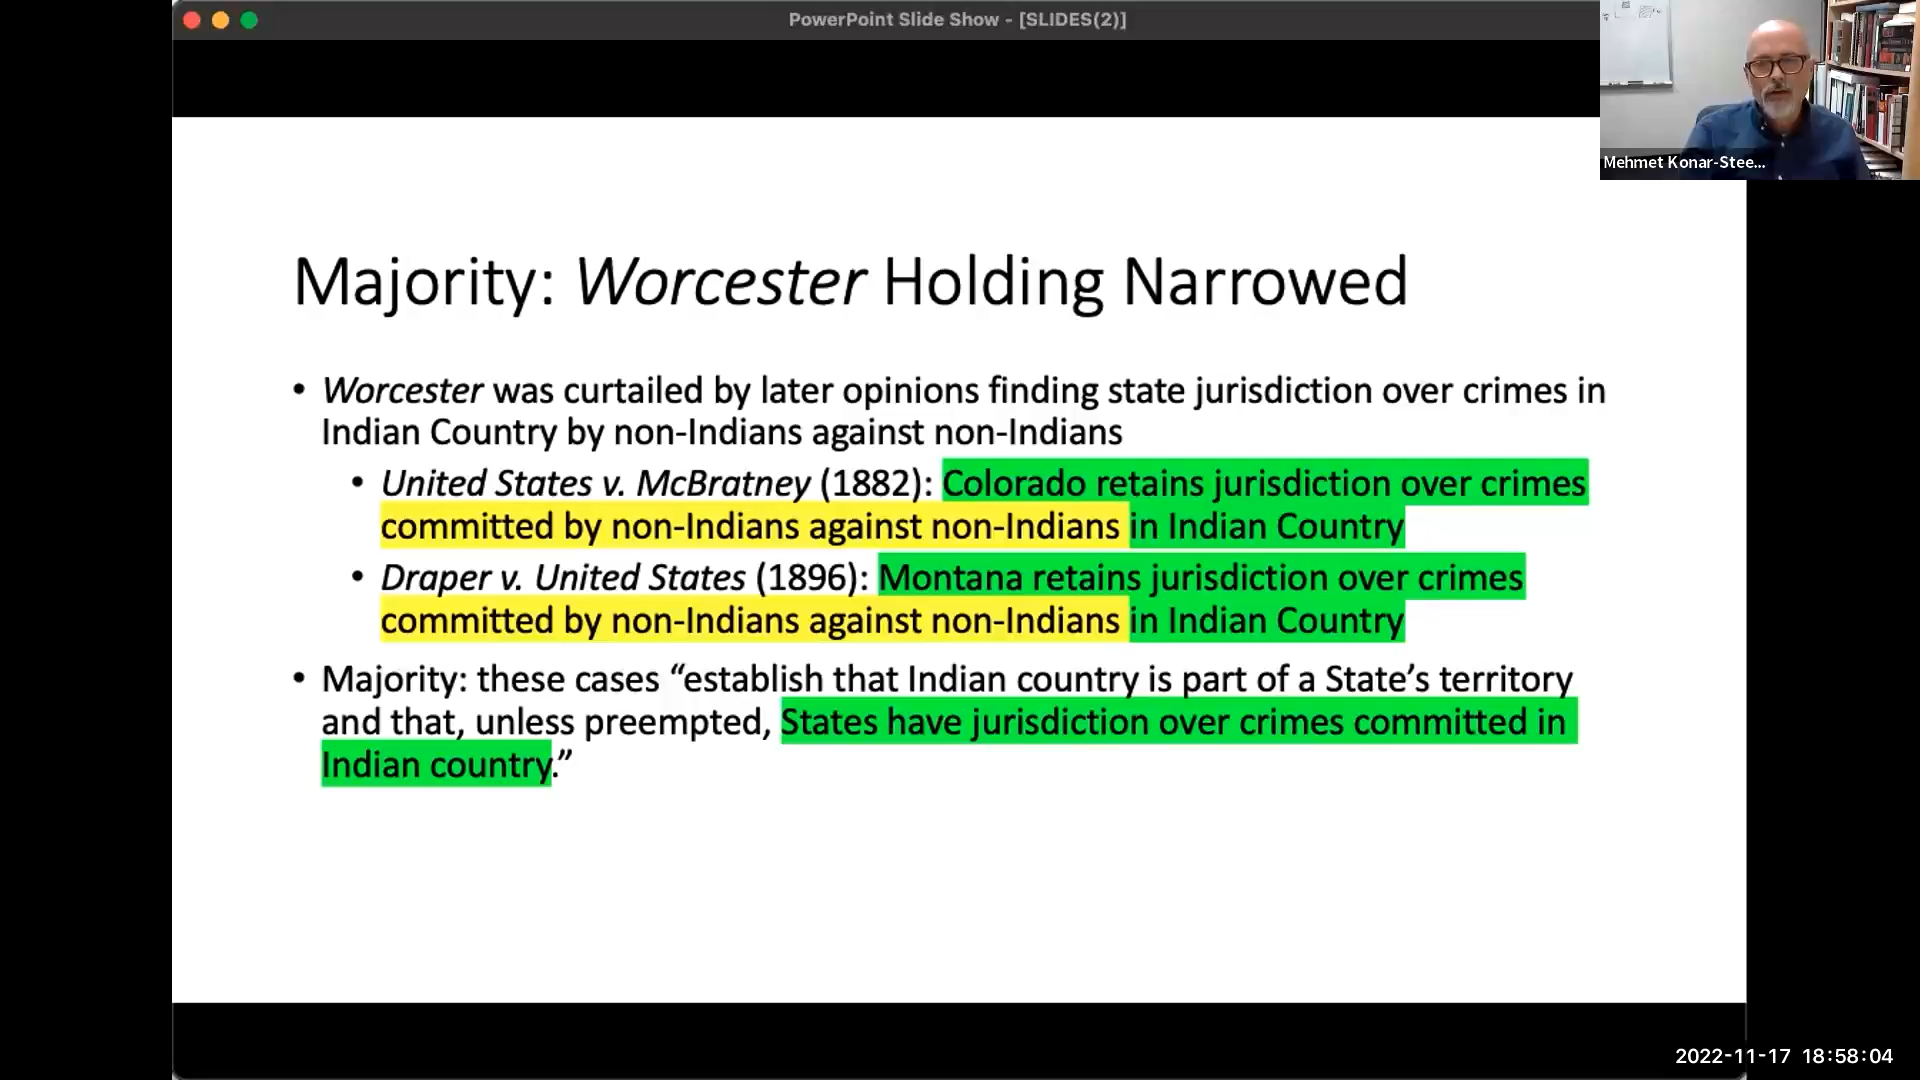 PowerPoint Slide Show - [SLIDES(2)]
Mehmet Konar-Stee...
Majority: Worcester Holding Narrowed
• Worcester was curtailed by later opinions finding state jurisdiction over crimes in
Indian Country by non-Indians against non-Indians
• United States v. McBratney (1882): Colorado retains jurisdiction over crimes
committed by non-Indians against non-Indians in Indian Country
• Draper v. United States (1896): Montana retains jurisdiction over crimes
committed by non-Indians against non-Indians in Indian Country
• Majority: these cases “establish that Indian country is part of a State’s territory
and that, unless preempted, States have jurisdiction over crimes committed in
Indian country.”
2022-11-17 18:58:04